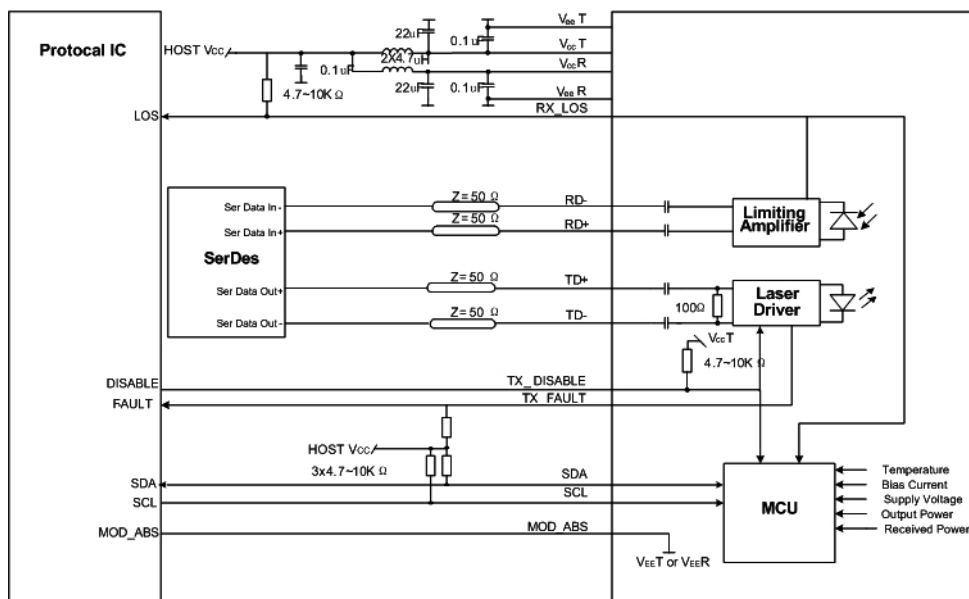 Protocal IC
HOST Vcc
22uF
0.1uF
VeeT
VccT
2X4.7uH
0.1uF
VccR
22uF
0.1uF
VeeR
4.7~10K Ω
LOS
RX_LOS
Z=50 Ω
Ser Data In-
RD-
Z=50 Ω
Ser Data In+
RD+
SerDes
Limiting
Amplifier
Z=50 Ω
Ser Data Out+
TD+
Z=50 Ω
Ser Data Out-
TD-
100Ω
Laser
Driver
VccT
4.7~10K Ω
DISABLE
TX_DISABLE
FAULT
TX_FAULT
HOST Vcc
3x4.7~10K Ω
SDA
SDA
SCL
SCL
MOD_ABS
MOD_ABS
VEET or VEER
MCU
Temperature
Bias Current
Supply Voltage
Output Power
Received Power